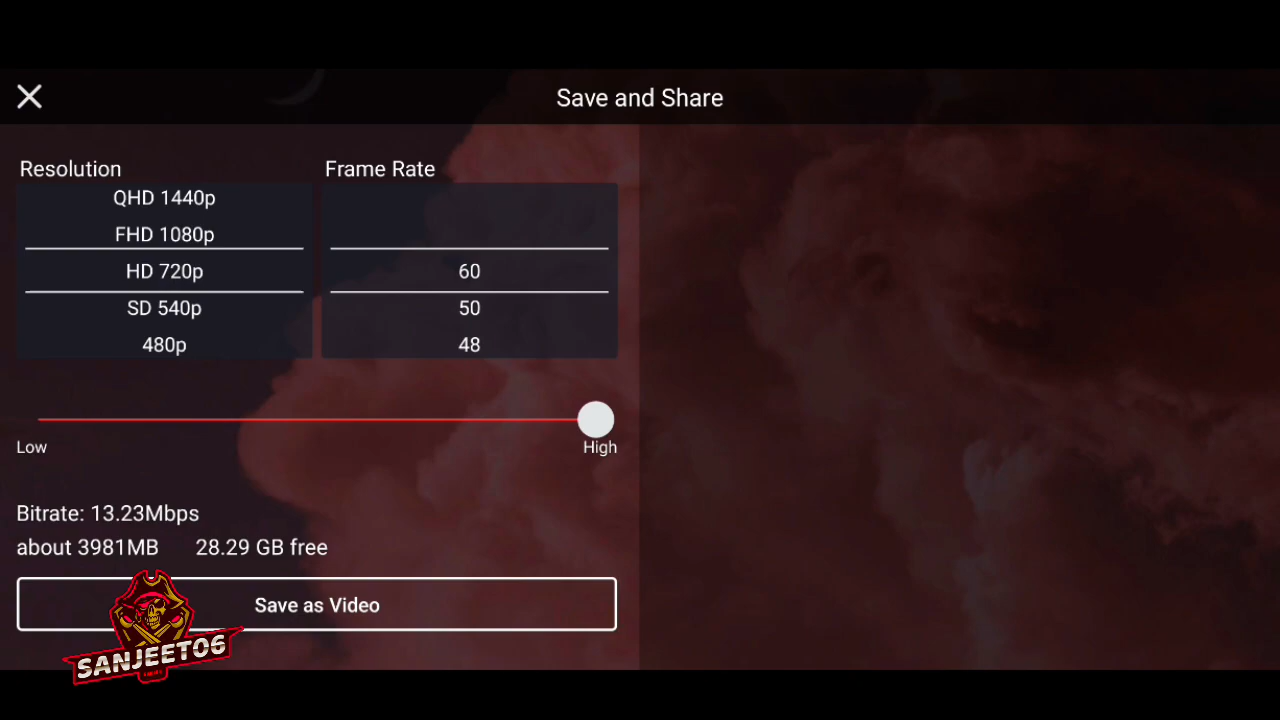 Save and Share
Resolution
Frame Rate
QHD 1440p
FHD 1080p
HD 720p
60
SD 540p
50
480p
48
Low
High
Bitrate: 13.23Mbps
about 3981MB 28.29 GB free
Save as Video
SANJEET06